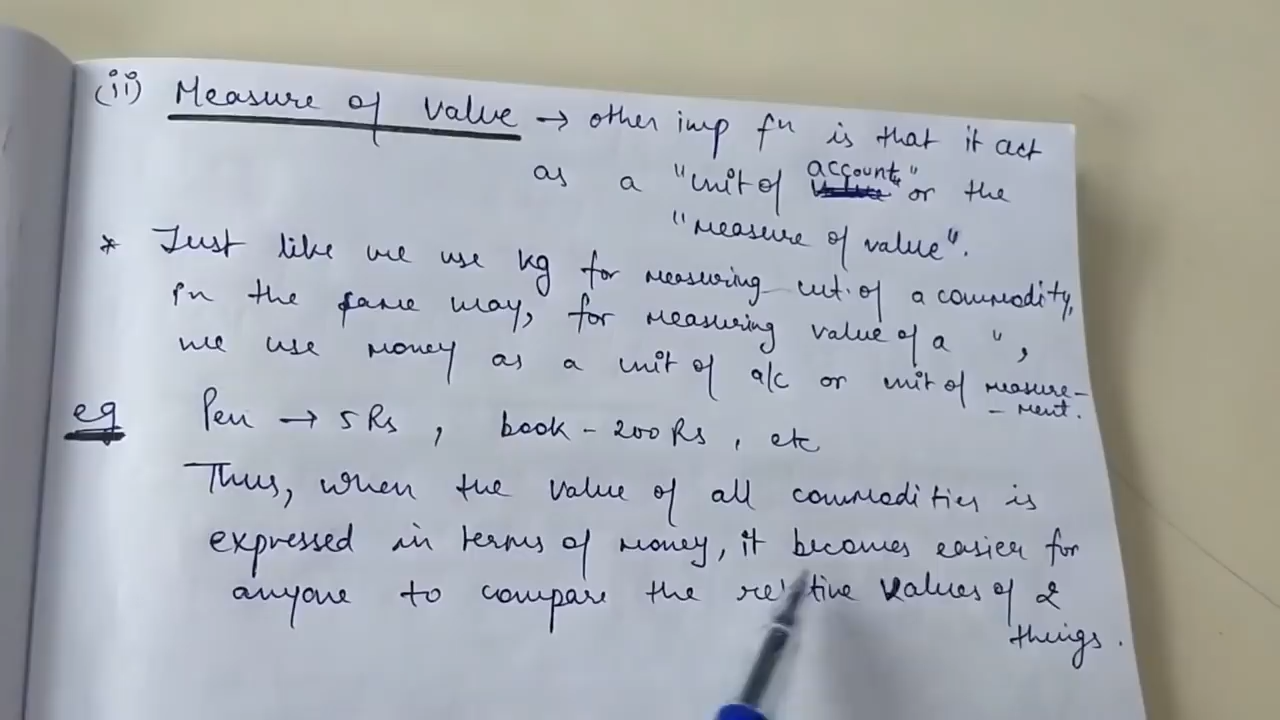 (ii) Measure of value → other imp fn is that it act
as a "unit of account" or the
"measure of value".
* Just like we use kg for measuring wt. of a commodity,
in the same way, for measuring value of a ",
we use money as a unit of a/c or unit of measure-
-ment.
eg Pen → 5 Rs, book - 200 Rs, etc
Thus, when the value of all commodities is
expressed in terms of money, it becomes easier for
anyone to compare the relative values of 2
things.